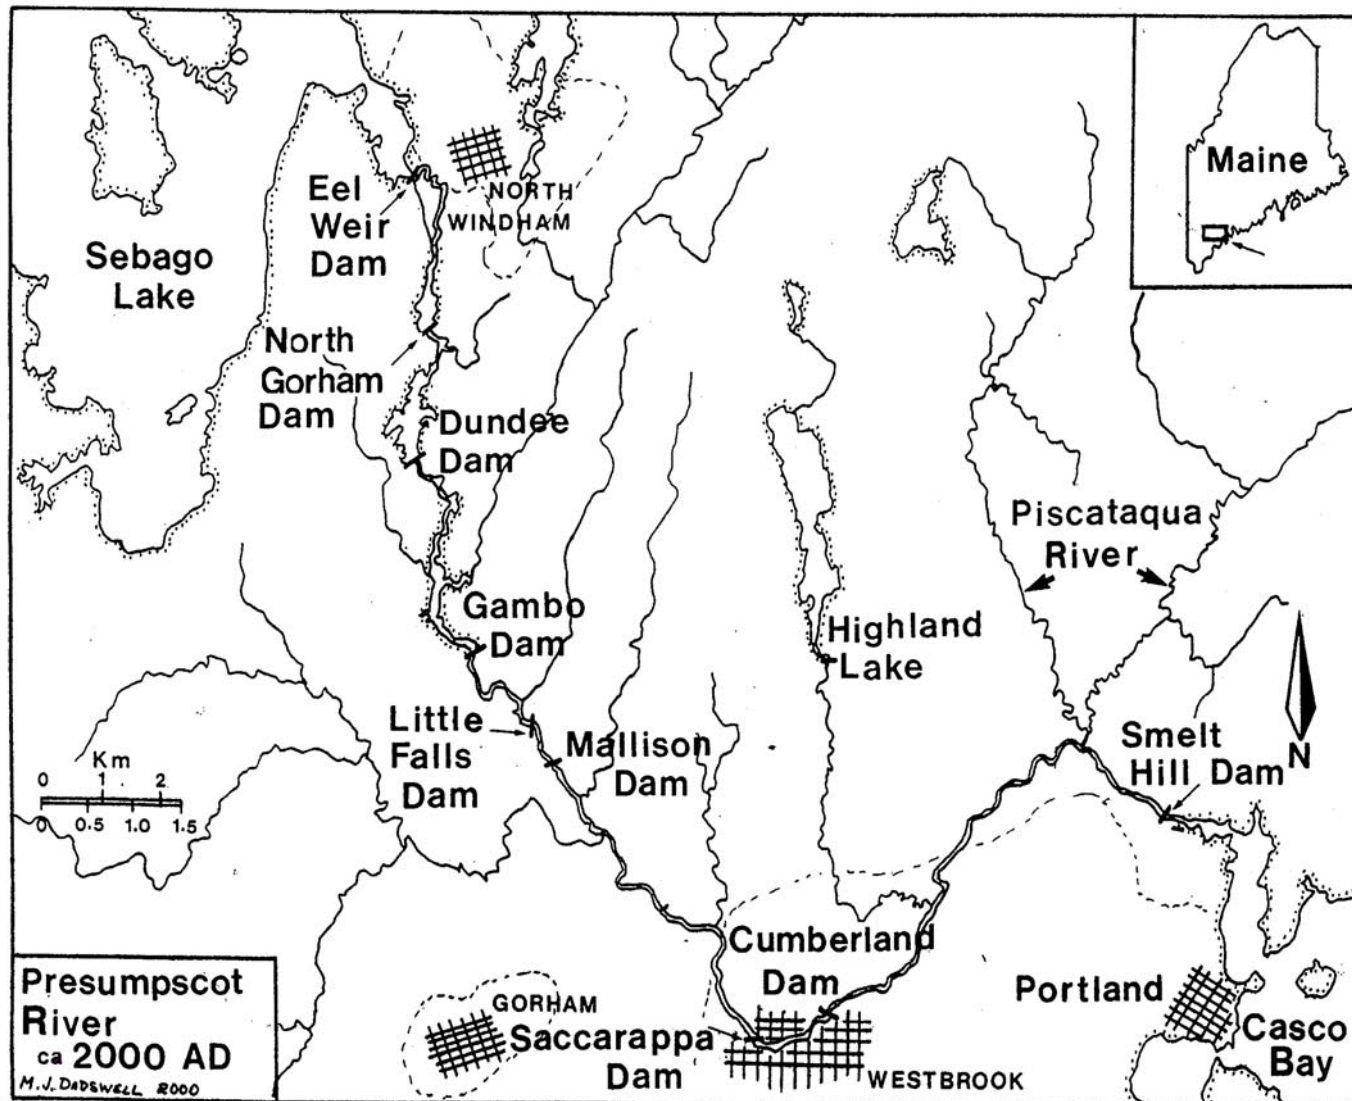 Maine
Eel
Weir
Dam
NORTH
WINDHAM
Sebago
Lake
North
Gorham
Dam
Dundee
Dam
Piscataqua
River
Gambo
Dam
Highland
Lake
Little
Falls
Dam
Mallison
Dam
Smelt
Hill Dam
N
Km
0 1 2
0 0.5 1.0 1.5
Cumberland
Dam
Presumpscot
River
ca 2000 AD
M.J. DADSWELL 2000
GORHAM
Saccarappa
Dam
WESTBROOK
Portland
Casco
Bay